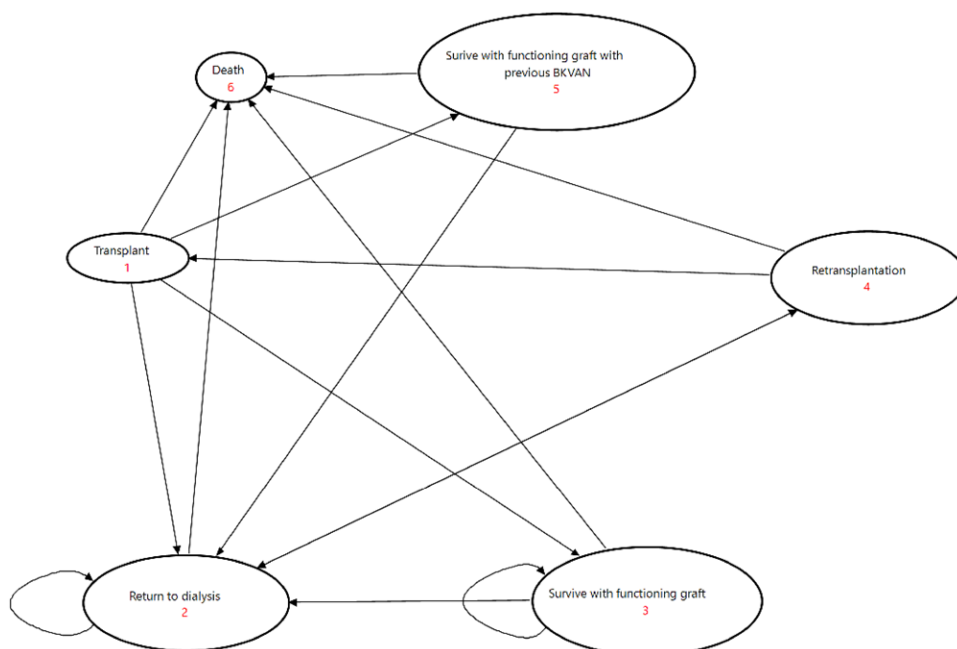 Death
6
Surive with functioning graft with
previous BKVAN
5
Transplant
1
Retransplantation
4
Return to dialysis
2
Survive with functioning graft
3